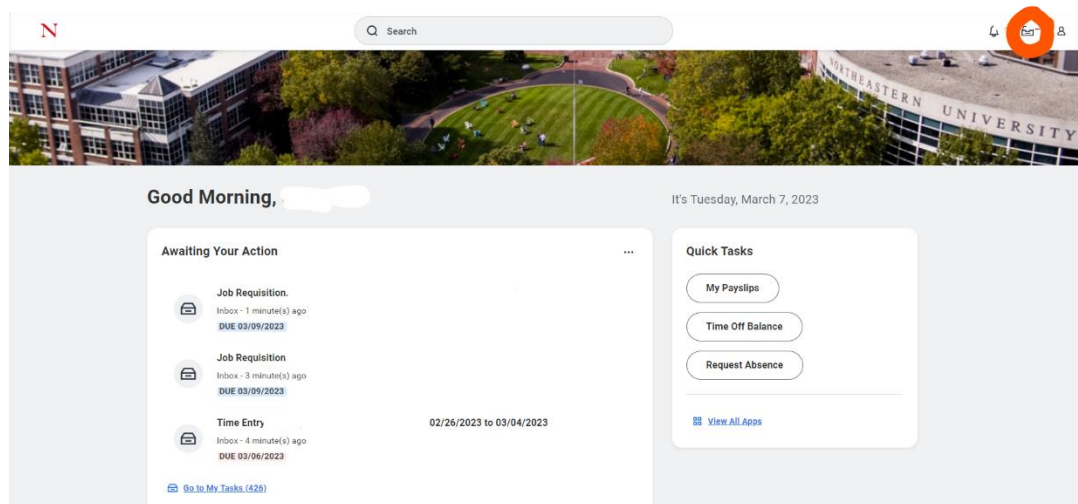 N
Search
NORTHEASTERN UNIVERSITY
Good Morning,
It's Tuesday, March 7, 2023
Awaiting Your Action
Job Requisition.
Inbox - 1 minute(s) ago
DUE 03/09/2023
Job Requisition
Inbox - 3 minute(s) ago
DUE 03/09/2023
Time Entry 02/26/2023 to 03/04/2023
Inbox - 4 minute(s) ago
DUE 03/06/2023
Go to My Tasks (426)
Quick Tasks
My Payslips
Time Off Balance
Request Absence
View All Apps